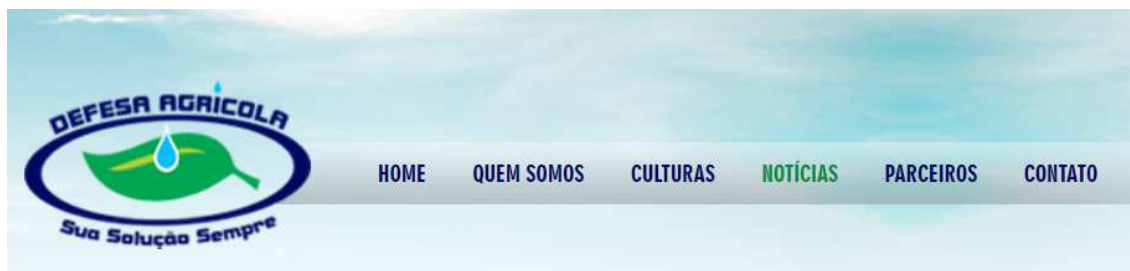 DEFESA AGRÍCOLA
Sua Solução Sempre
HOME QUEM SOMOS CULTURAS NOTÍCIAS PARCEIROS CONTATO